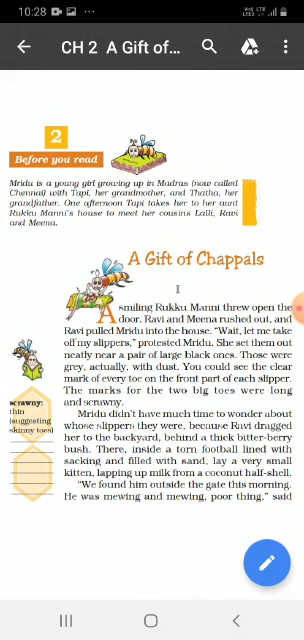 10:28
CH 2 A Gift of...
2
Before you read
Mridu is a young girl growing up in Madras (now called
Chennai) with Tapi, her grandmother, and Thatha, her
grandfather. One afternoon Tapi takes her to her aunt
Rukku Manni's house to meet her cousins Lalli, Ravi
and Meena.
A Gift of Chappals
I
A smiling Rukku Manni threw open the
door. Ravi and Meena rushed out, and
Ravi pulled Mridu into the house. "Wait, let me take
off my slippers," protested Mridu. She set them out
neatly near a pair of large black ones. Those were
grey, actually, with dust. You could see the clear
mark of every toe on the front part of each slipper.
The marks for the two big toes were long
and scrawny.
scrawny:
thin
(suggesting
skinny toes)
Mridu didn't have much time to wonder about
whose slippers they were, because Ravi dragged
her to the backyard, behind a thick bitter-berry
bush. There, inside a torn football lined with
sacking and filled with sand, lay a very small
kitten, lapping up milk from a coconut half-shell.
"We found him outside the gate this morning.
He was mewing and mewing, poor thing," said